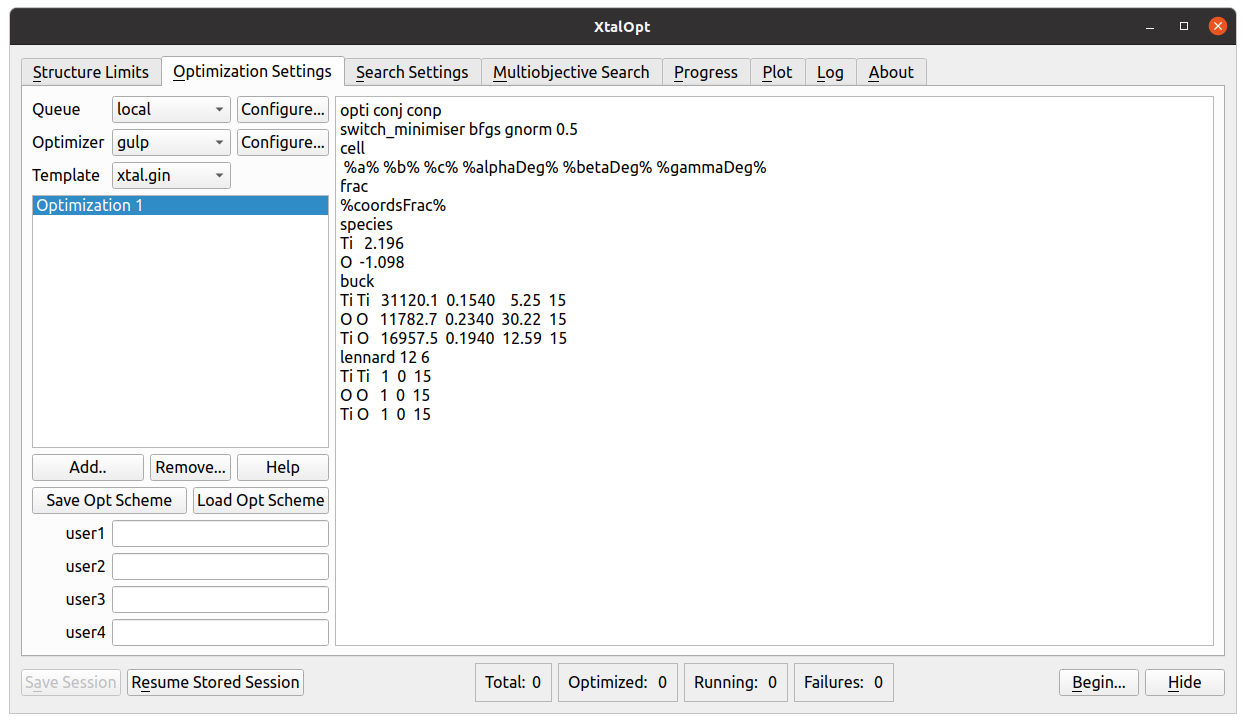 XtalOpt
Structure Limits Optimization Settings Search Settings Multiobjective Search Progress Plot Log About
Queue local Configure...
Optimizer gulp Configure...
Template xtal.gin
Optimization 1
Add.. Remove... Help
Save Opt Scheme Load Opt Scheme
user1
user2
user3
user4
opti conj conp
switch_minimiser bfgs gnorm 0.5
cell
%a% %b% %c% %alphaDeg% %betaDeg% %gammaDeg%
frac
%coordsFrac%
species
Ti 2.196
O -1.098
buck
Ti Ti 31120.1 0.1540 5.25 15
O O 11782.7 0.2340 30.22 15
Ti O 16957.5 0.1940 12.59 15
lennard 12 6
Ti Ti 1 0 15
O O 1 0 15
Ti O 1 0 15
Save Session Resume Stored Session Total: 0 Optimized: 0 Running: 0 Failures: 0 Begin... Hide